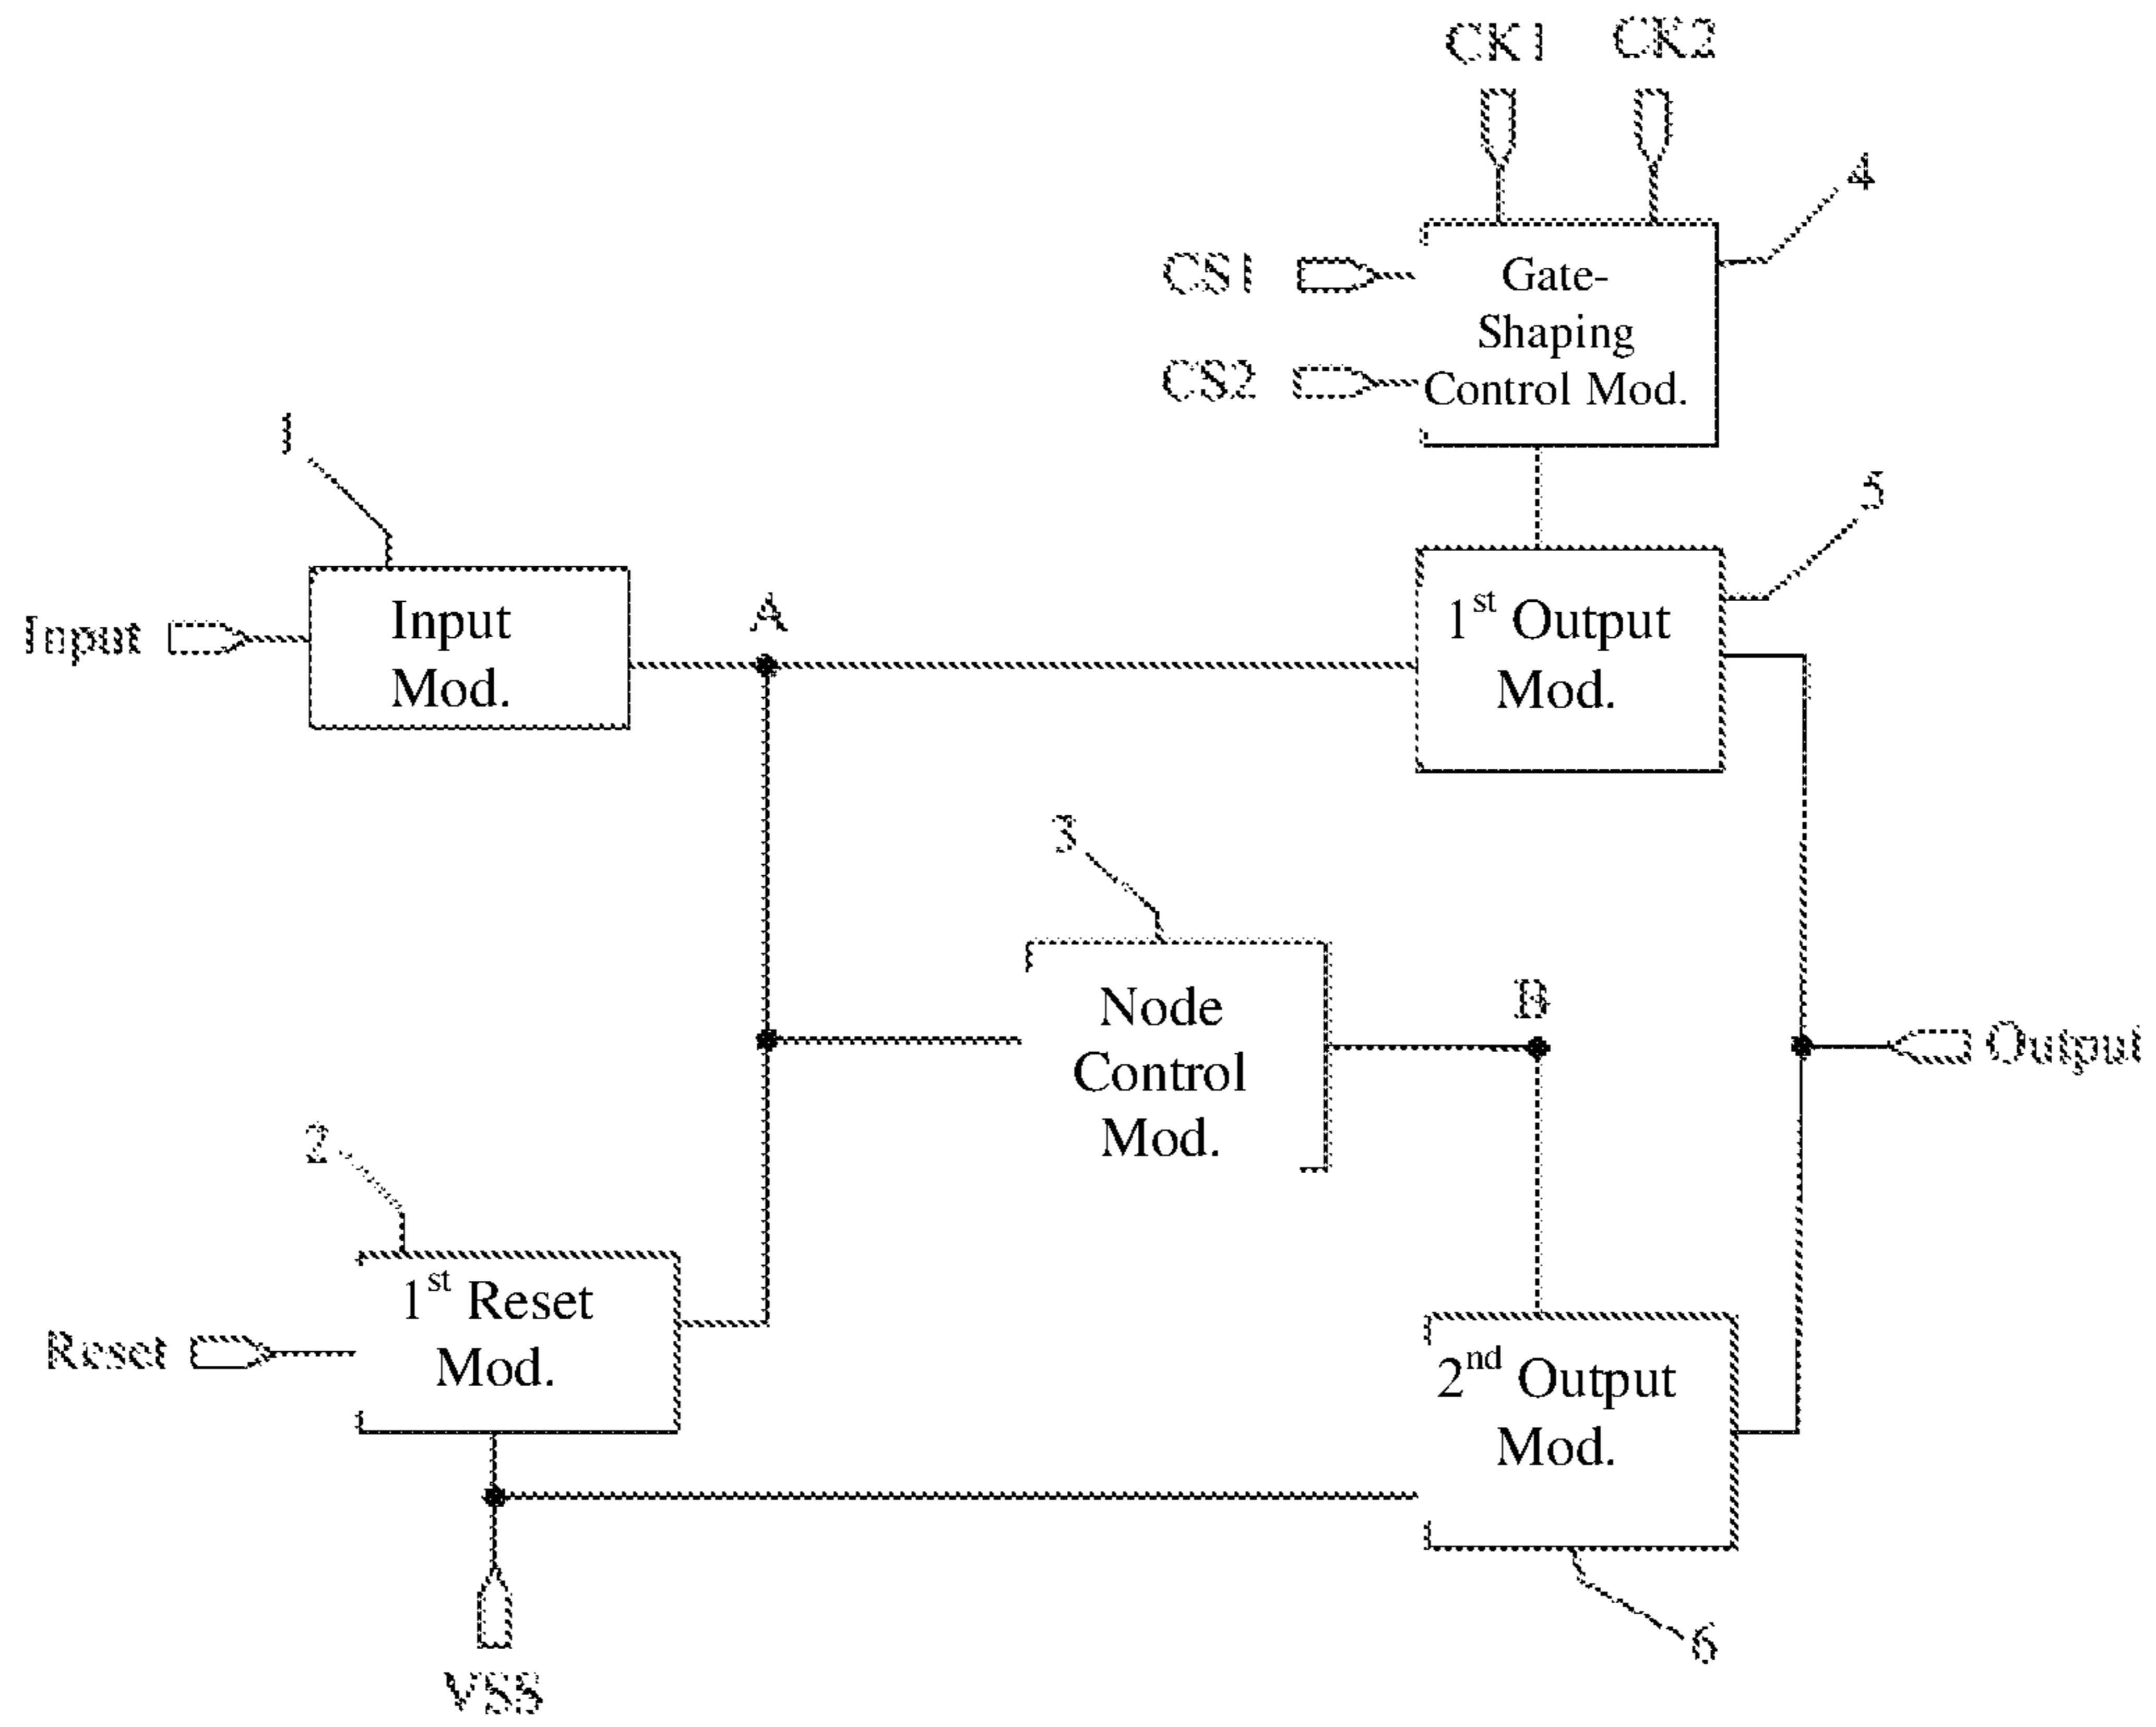 CK1 CK2
4
CS1
Gate-
Shaping
Control Mod.
CS2
1
5
Input
Input
Mod.
A
1st Output
Mod.
3
Node
Control
Mod.
B
Output
2
1st Reset
Mod.
Reset
2nd Output
Mod.
6
VSS